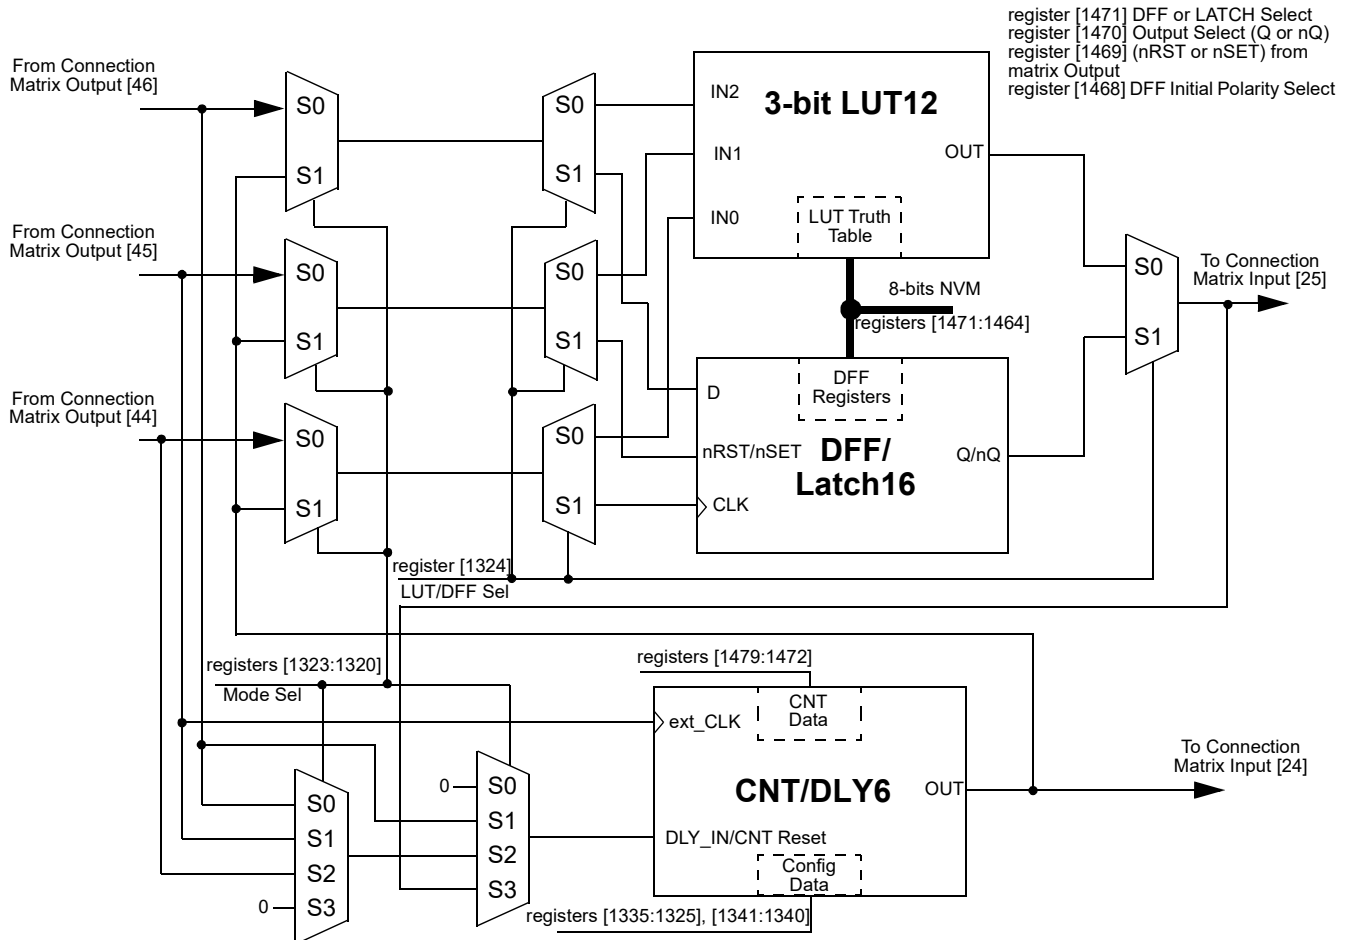 register [1471] DFF or LATCH Select
register [1470] Output Select (Q or nQ)
register [1469] (nRST or nSET) from
matrix Output
register [1468] DFF Initial Polarity Select
From Connection
Matrix Output [46]
S0
S1
S0
S1
IN2
IN1
IN0
3-bit LUT12
OUT
LUT Truth
Table
From Connection
Matrix Output [45]
S0
S1
S0
S1
8-bits NVM
registers [1471:1464]
S0
S1
To Connection
Matrix Input [25]
From Connection
Matrix Output [44]
S0
S1
S0
S1
D
nRST/nSET
CLK
DFF
Registers
DFF/
Latch16
Q/nQ
register [1324]
LUT/DFF Sel
registers [1323:1320]
Mode Sel
registers [1479:1472]
CNT
Data
ext_CLK
CNT/DLY6
OUT
To Connection
Matrix Input [24]
DLY_IN/CNT Reset
Config
Data
0
S0
S1
S2
S3
S0
S1
S2
0
S3
registers [1335:1325], [1341:1340]